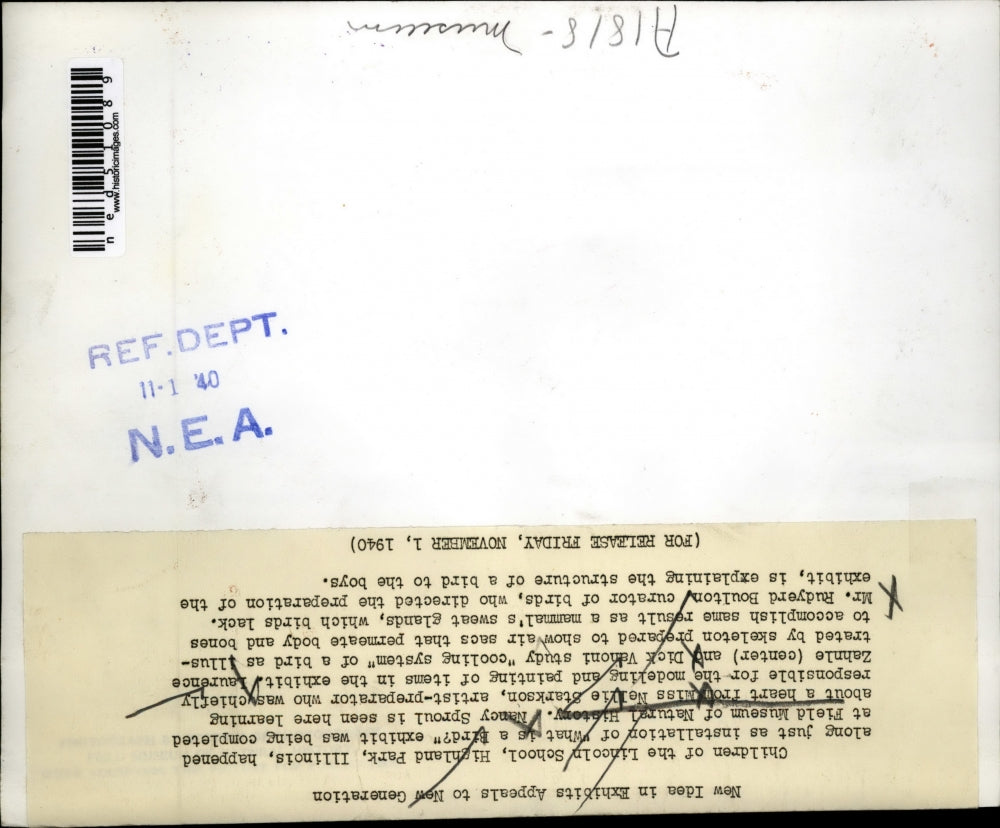 A1818 - museum
n e d 5 1 0 8 9
www.historicimages.com
REF. DEPT.
11-1 '40
N. E. A.
New Idea in Exhibits Appeals to New Generation
Children of the Lincoln School, Highland Park, Illinois, happened
along just as installation of "What is a Bird?" exhibit was being completed
at Field Museum of Natural History. Nancy Sproul is seen here learning
about a heart from Miss Nellie Starkson, artist-preparator who was chiefly
responsible for the modeling and painting of items in the exhibit. Laurence
Zahnle (center) and Dick Vanoni study "cooling system" of a bird as illus-
trated by skeleton prepared to show air sacs that permeate body and bones
to accomplish same result as a mammal's sweat glands, which birds lack.
Mr. Rudyerd Boulton, curator of birds, who directed the preparation of the
exhibit, is explaining the structure of a bird to the boys.
(FOR RELEASE FRIDAY, NOVEMBER 1, 1940)